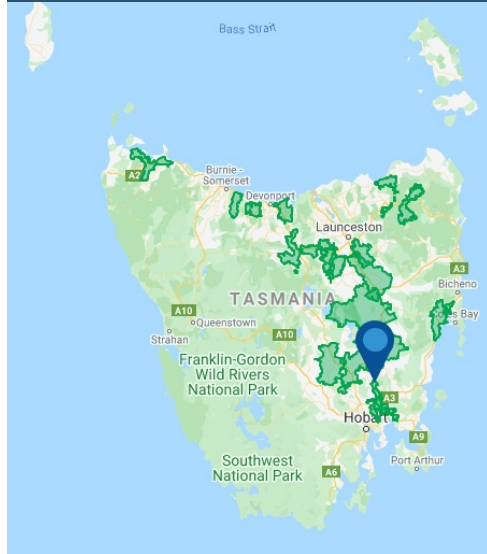 Bass Strait
A2
Burnie -
Somerset
Devonport
Launceston
A3
Bicheno
TASMANIA
A10
Queenstown
Strahan
A10
Coles Bay
Franklin-Gordon
Wild Rivers
National Park
A3
Hobart
A9
Southwest
National Park
A6
Port Arthur